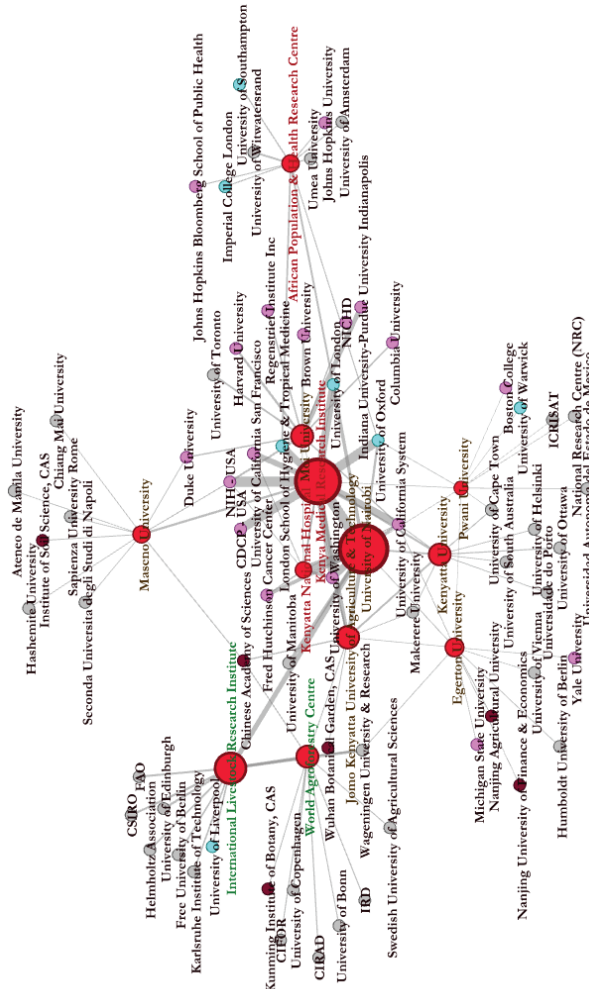 Johns Hopkins Bloomberg School of Public Health
Imperial College London
University of Southampton
University of Witwatersrand
African Population & Health Research Centre
Umea University
Johns Hopkins University
University of Amsterdam
University of Toronto
Harvard University
Regenstrief Institute Inc
University of California San Francisco
London School of Hygiene & Tropical Medicine
Brown University
University of London
NICHD
Indiana University-Purdue University Indianapolis
Columbia University
University of Oxford
Duke University
NIH - USA
CDCP - USA
Fred Hutchinson Cancer Center
University of Manitoba
Kenyatta National Hospital
Kenya Medical Research Institute
University of Washington
Jomo Kenyatta University of Agriculture & Technology
University of Nairobi
University of California System
Makerere University
Ateneo de Manila University
Hashemite University
Institute of Soil Science, CAS
Chiang Mai University
Sapienza University Rome
Seconda Universita degli Studi di Napoli
Maseno University
Chinese Academy of Sciences
International Livestock Research Institute
CSIRO
FAO
Helmholtz Association
University of Edinburgh
Free University of Berlin
Karlsruhe Institute of Technology
University of Liverpool
World Agroforestry Centre
Kunming Institute of Botany, CAS
CIFOR
University of Copenhagen
CIRAD
University of Bonn
IRD
Wuhan Botanical Garden, CAS
Wageningen University & Research
Swedish University of Agricultural Sciences
Kenyatta University
Egerton University
Pwani University
Boston College
University of Warwick
ICRISAT
National Research Centre (NRC)
University of Cape Town
University of South Australia
University of Helsinki
Universidade do Porto
University of Ottawa
University of Vienna
Yale University
Michigan State University
Nanjing Agricultural University
Nanjing University of Finance & Economics
Humboldt University of Berlin